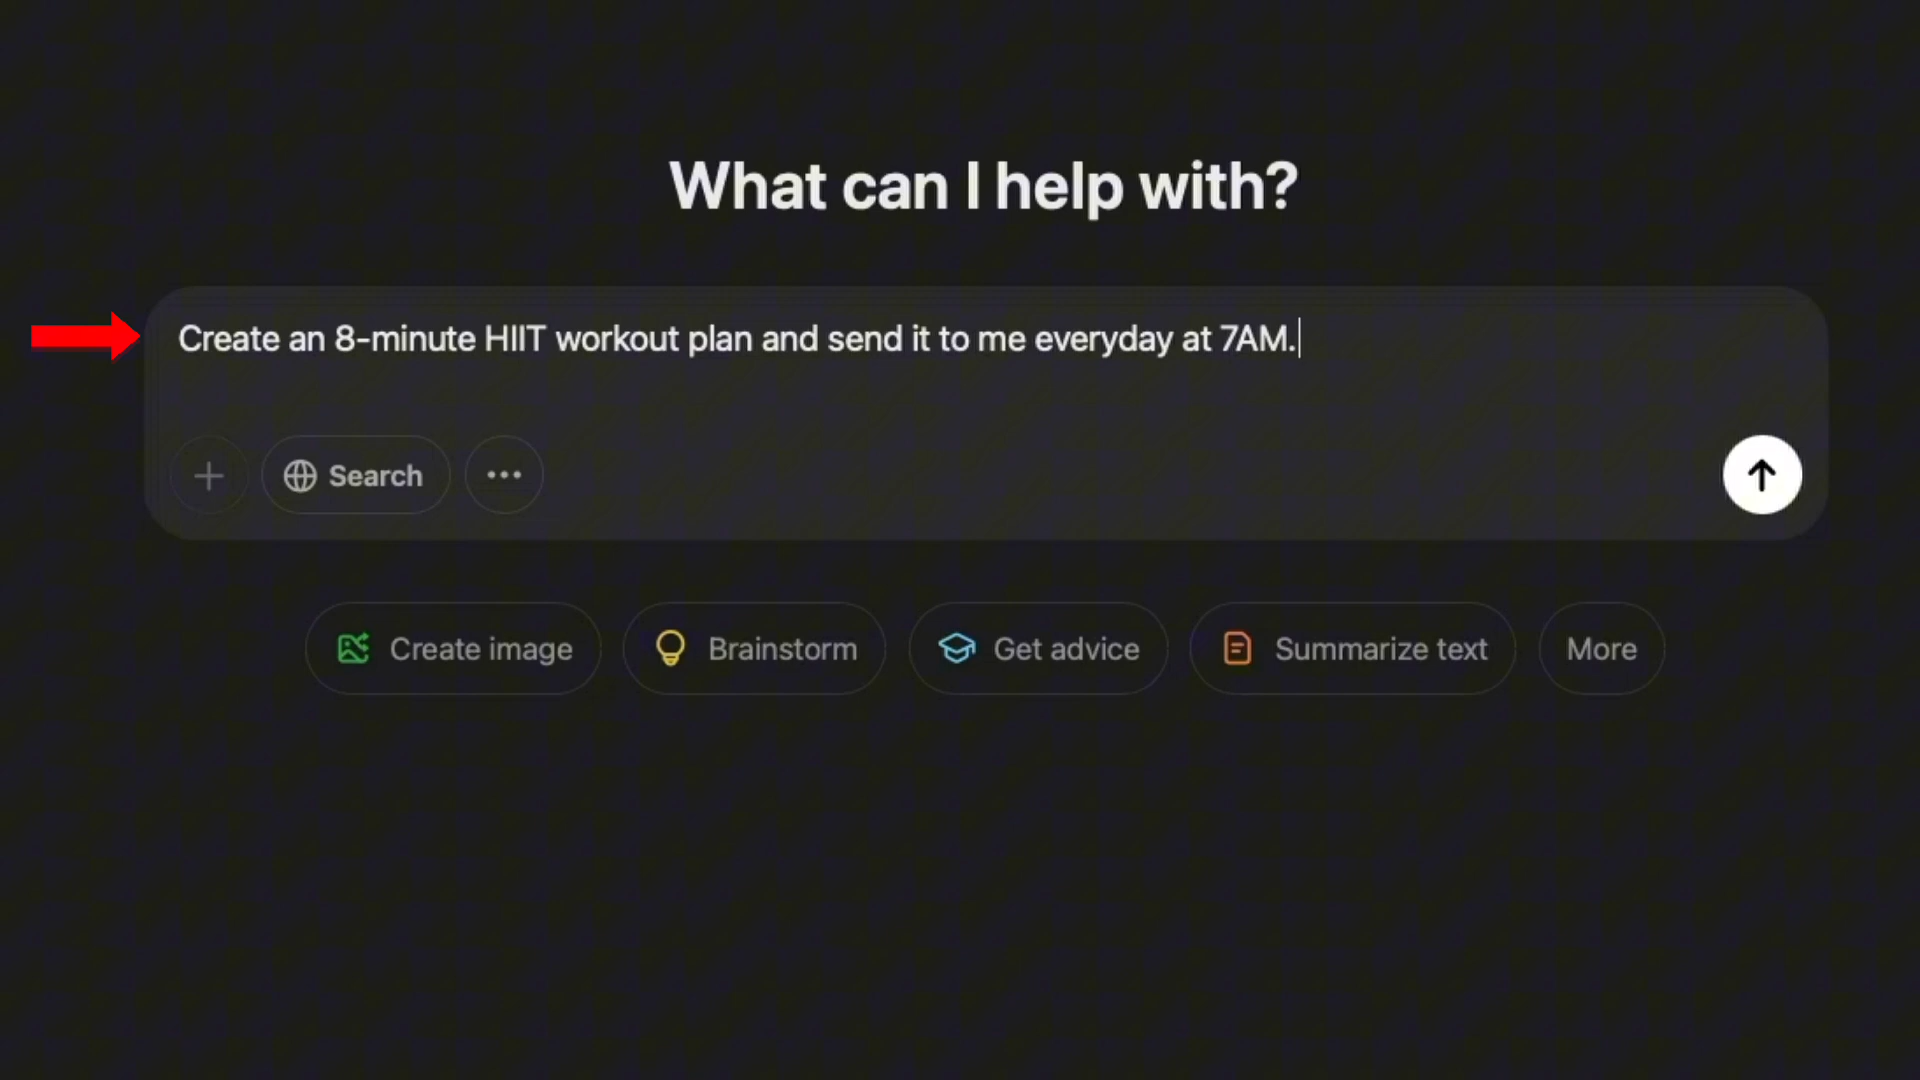 What can I help with?
Create an 8-minute HIIT workout plan and send it to me everyday at 7AM.
Search
Create image
Brainstorm
Get advice
Summarize text
More